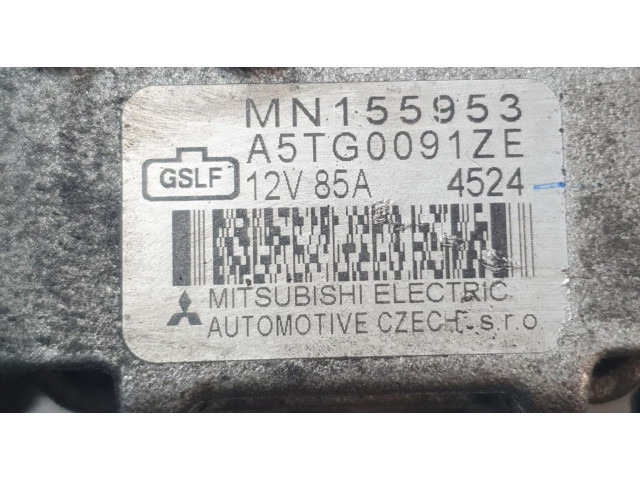 MN155953
A5TG0091ZE
GSLF 12V 85A 4524
MITSUBISHI ELECTRIC
AUTOMOTIVE CZECH s.r.o